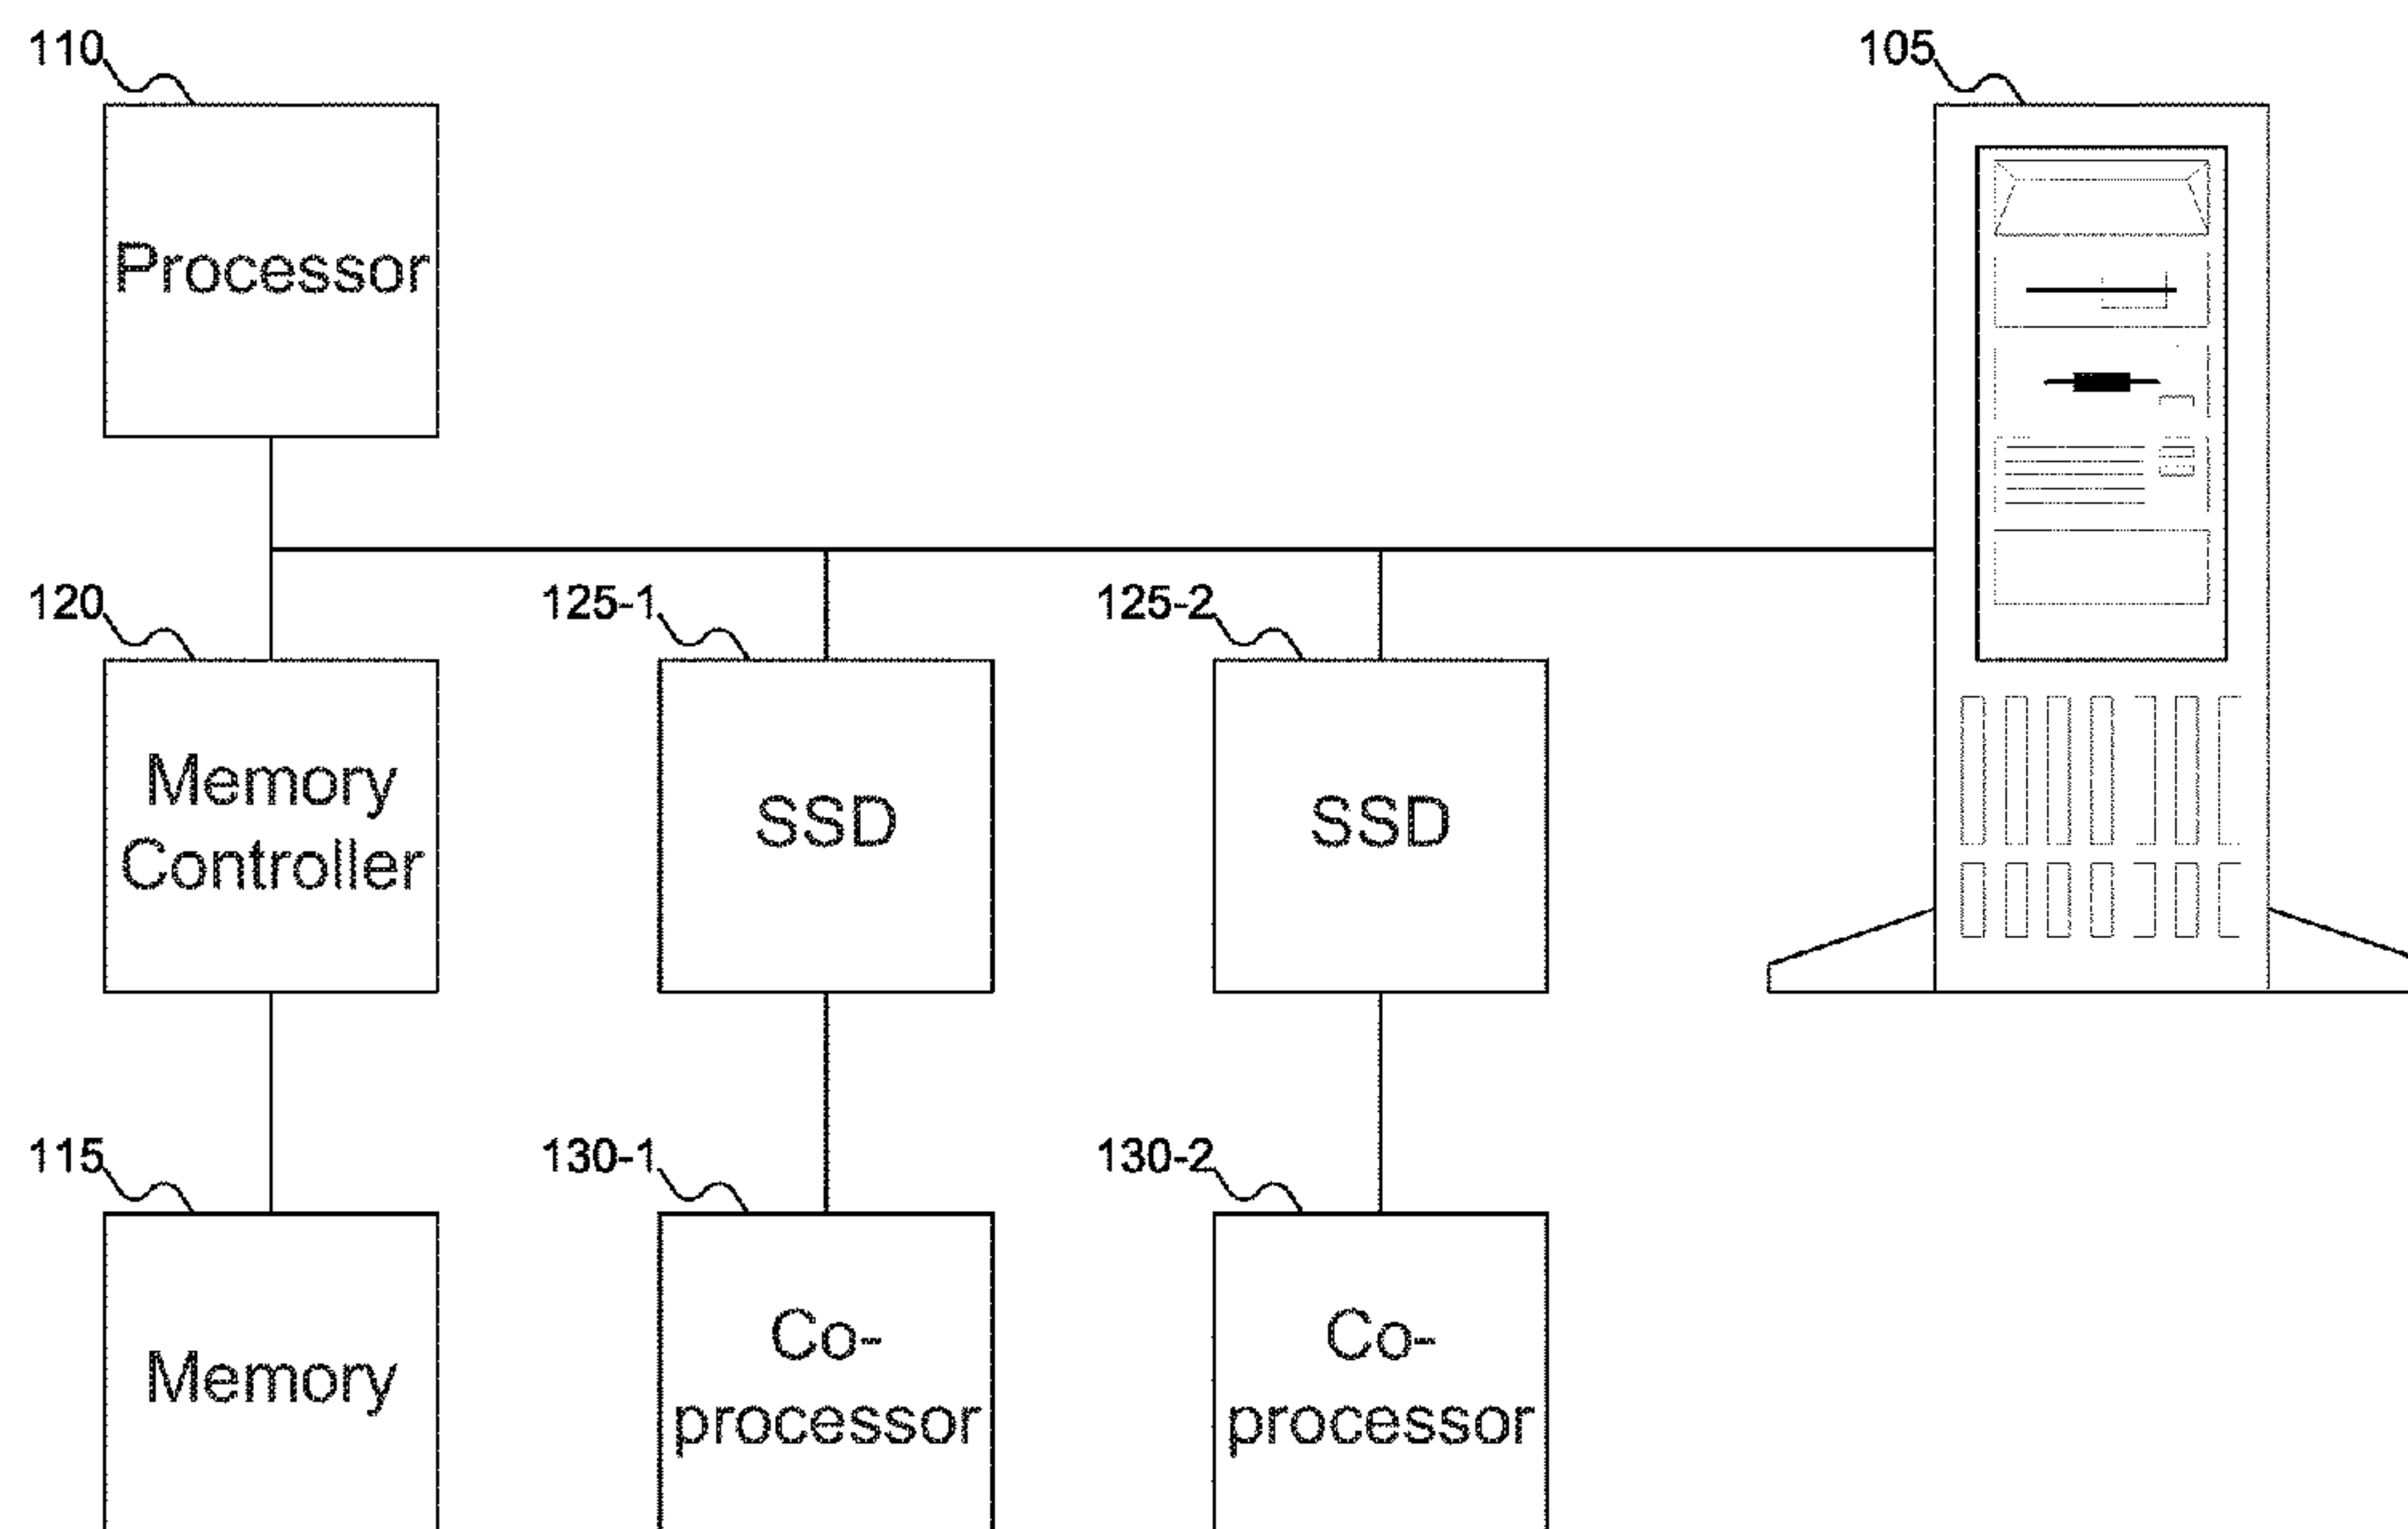 110
105
Processor
120
125-1
125-2
Memory
Controller
SSD
SSD
115
130-1
130-2
Memory
Co-
processor
Co-
processor